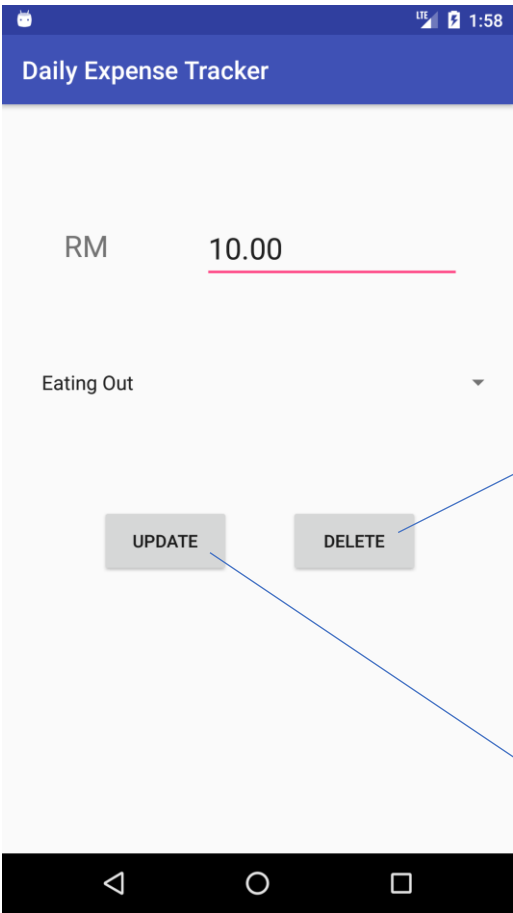 LTE 1:58
Daily Expense Tracker
RM 10.00
Eating Out
UPDATE DELETE